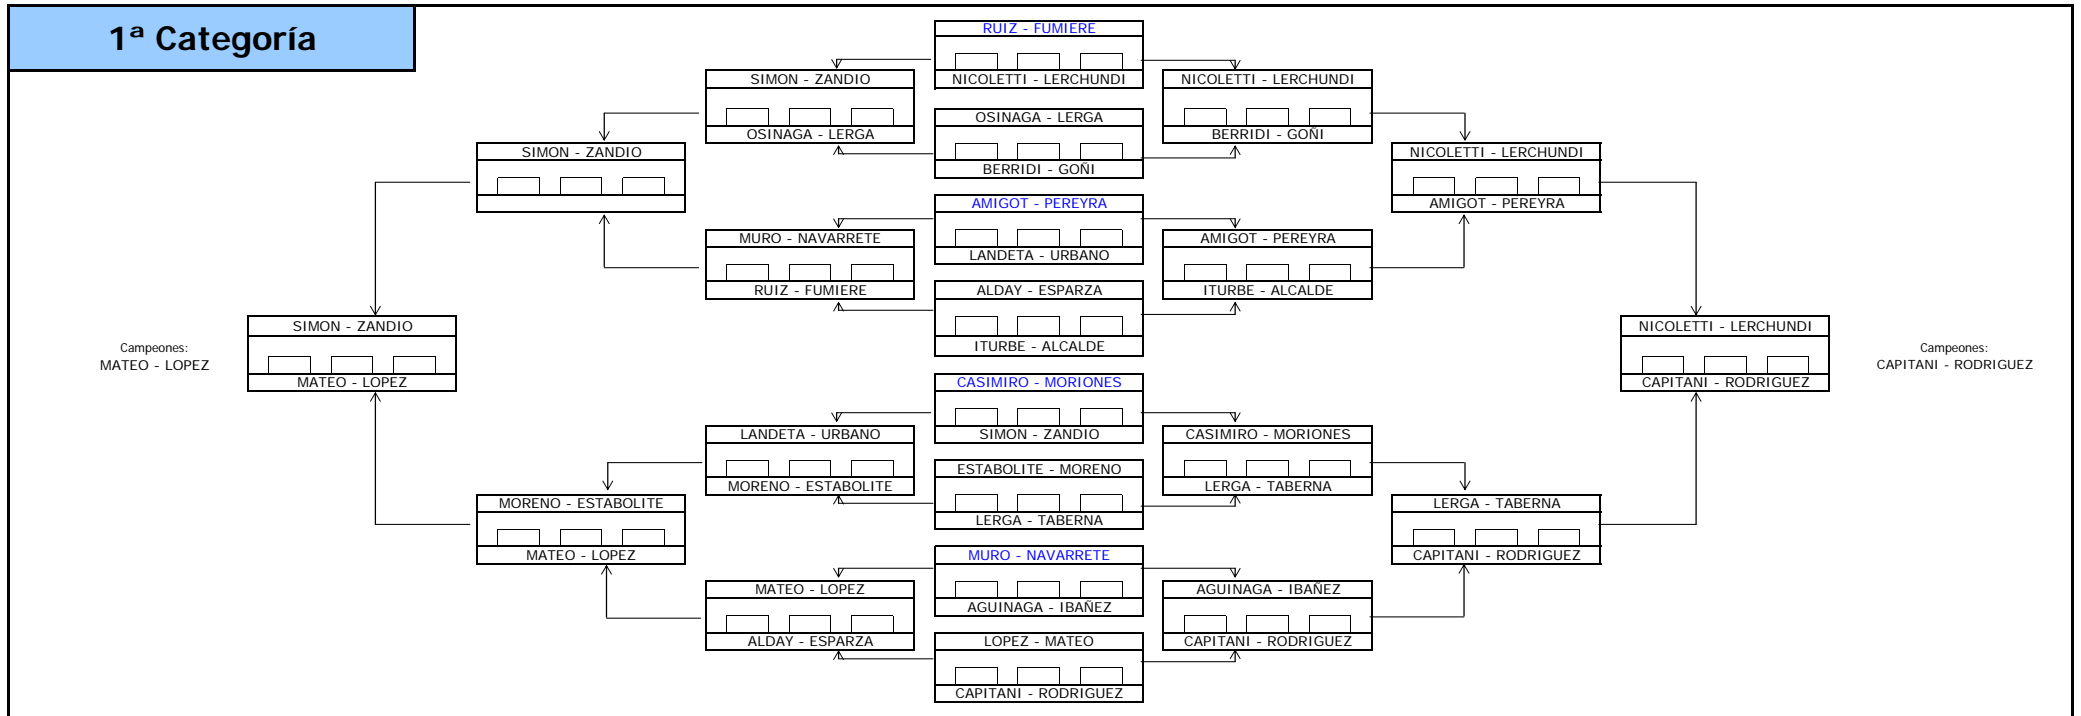 1ª Categoría
RUIZ - FUMIERE
NICOLETTI - LERCHUNDI
OSINAGA - LERGA
BERRIDI - GOÑI
AMIGOT - PEREYRA
LANDETA - URBANO
ALDAY - ESPARZA
ITURBE - ALCALDE
CASIMIRO - MORIONES
SIMON - ZANDIO
ESTABOLITE - MORENO
LERGA - TABERNA
MURO - NAVARRETE
AGUINAGA - IBAÑEZ
LOPEZ - MATEO
CAPITANI - RODRIGUEZ
SIMON - ZANDIO
OSINAGA - LERGA
MURO - NAVARRETE
RUIZ - FUMIERE
LANDETA - URBANO
MORENO - ESTABOLITE
MATEO - LOPEZ
ALDAY - ESPARZA
SIMON - ZANDIO
MORENO - ESTABOLITE
MATEO - LOPEZ
SIMON - ZANDIO
MATEO - LOPEZ
Campeones:
MATEO - LOPEZ
NICOLETTI - LERCHUNDI
BERRIDI - GOÑI
AMIGOT - PEREYRA
ITURBE - ALCALDE
CASIMIRO - MORIONES
LERGA - TABERNA
AGUINAGA - IBAÑEZ
CAPITANI - RODRIGUEZ
NICOLETTI - LERCHUNDI
AMIGOT - PEREYRA
LERGA - TABERNA
CAPITANI - RODRIGUEZ
NICOLETTI - LERCHUNDI
CAPITANI - RODRIGUEZ
Campeones:
CAPITANI - RODRIGUEZ